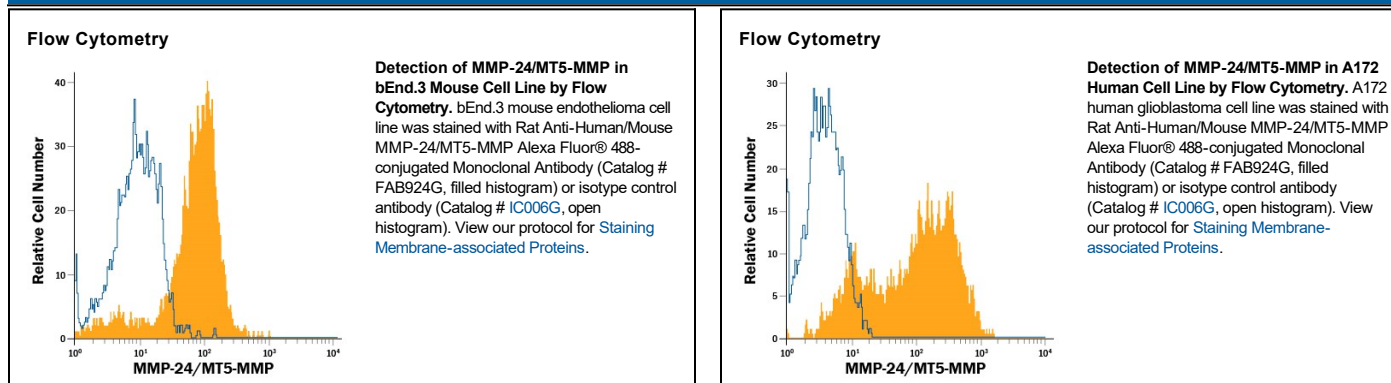 Flow Cytometry
Relative Cell Number
40
30
20
10
0
10⁰
10¹
10²
10³
10⁴
MMP-24/MT5-MMP
Detection of MMP-24/MT5-MMP in
bEnd.3 Mouse Cell Line by Flow
Cytometry. bEnd.3 mouse endothelioma cell
line was stained with Rat Anti-Human/Mouse
MMP-24/MT5-MMP Alexa Fluor® 488-
conjugated Monoclonal Antibody (Catalog #
FAB924G, filled histogram) or isotype control
antibody (Catalog # IC006G, open
histogram). View our protocol for Staining
Membrane-associated Proteins.
Flow Cytometry
Relative Cell Number
30
25
20
15
10
5
0
10⁰
10¹
10²
10³
10⁴
MMP-24/MT5-MMP
Detection of MMP-24/MT5-MMP in A172
Human Cell Line by Flow Cytometry. A172
human glioblastoma cell line was stained with
Rat Anti-Human/Mouse MMP-24/MT5-MMP
Alexa Fluor® 488-conjugated Monoclonal
Antibody (Catalog # FAB924G, filled
histogram) or isotype control antibody
(Catalog # IC006G, open histogram). View
our protocol for Staining Membrane-
associated Proteins.